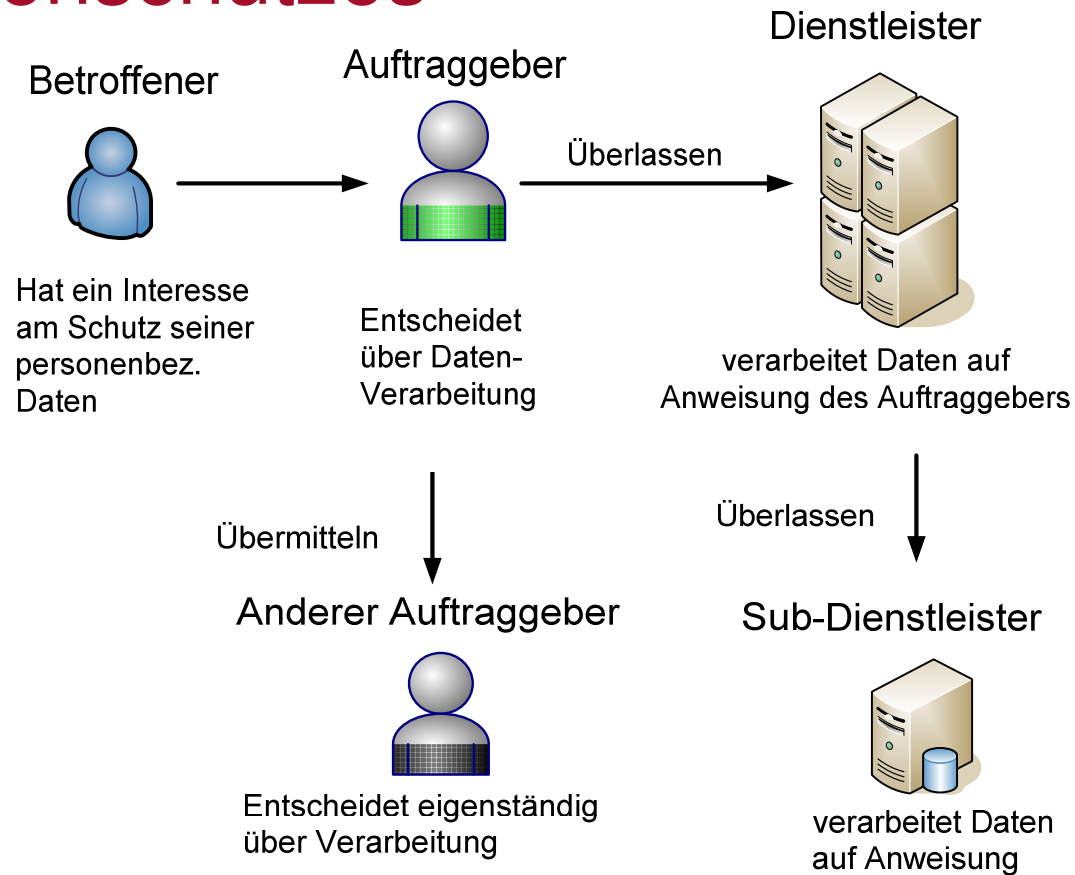 Betroffener
Auftraggeber
Dienstleister
Überlassen
Hat ein Interesse
am Schutz seiner
personenbez.
Daten
Entscheidet
über Daten-
Verarbeitung
verarbeitet Daten auf
Anweisung des Auftraggebers
Übermitteln
Überlassen
Anderer Auftraggeber
Sub-Dienstleister
Entscheidet eigenständig
über Verarbeitung
verarbeitet Daten
auf Anweisung